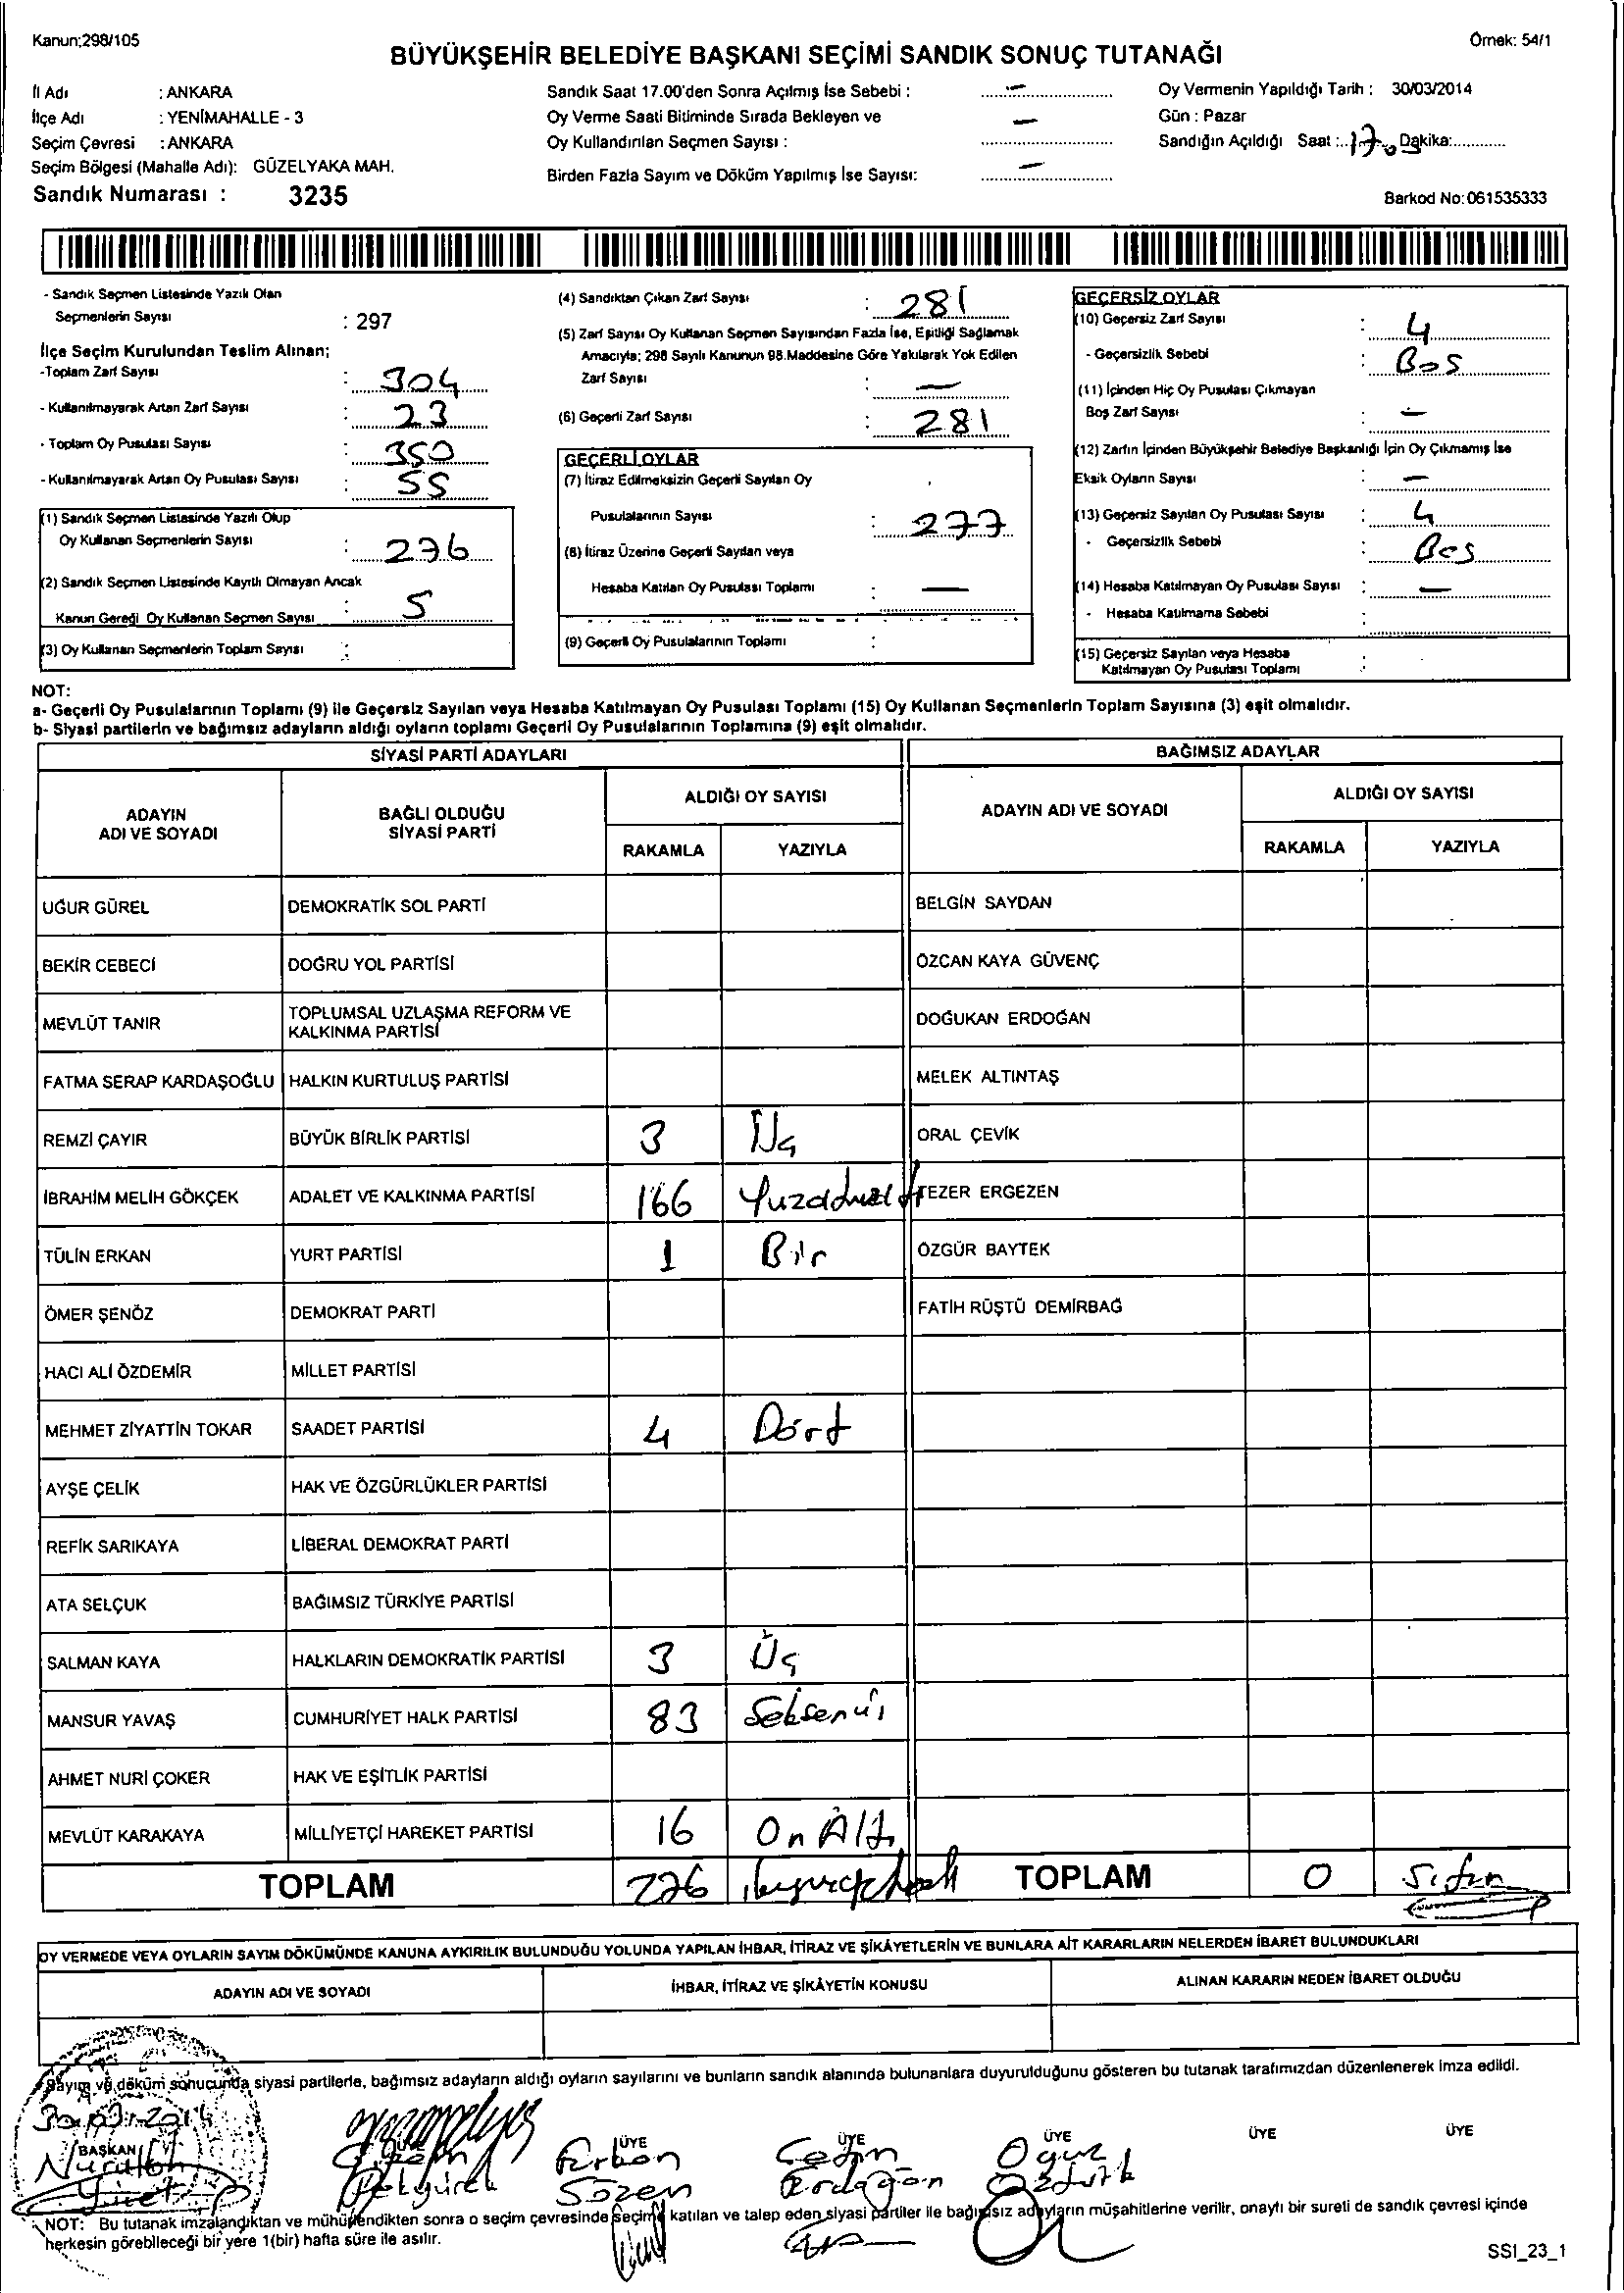 Kanun;298/105
Örnek: 54/1
BÜYÜKŞEHİR BELEDİYE BAŞKANI SEÇİMİ SANDIK SONUÇ TUTANAĞI
İl Adı : ANKARA
İlçe Adı : YENİMAHALLE - 3
Seçim Çevresi : ANKARA
Seçim Bölgesi (Mahalle Adı): GÜZELYAKA MAH.
Sandık Numarası : 3235
Sandık Saat 17.00'den Sonra Açılmış İse Sebebi : —
Oy Verme Saati Bitiminde Sırada Bekleyen ve
Oy Kullandırılan Seçmen Sayısı : —
Birden Fazla Sayım ve Döküm Yapılmış İse Sayısı: —
Oy Vermenin Yapıldığı Tarih : 30/03/2014
Gün : Pazar
Sandığın Açıldığı Saat : 17 Dakika:
Barkod No:061535333
- Sandık Seçmen Listesinde Yazılı Olan
Seçmenlerin Sayısı : 297
İlçe Seçim Kurulundan Teslim Alınan;
-Toplam Zarf Sayısı : 304
- Kullanılmayarak Artan Zarf Sayısı : 23
- Toplam Oy Pusulası Sayısı : 350
- Kullanılmayarak Artan Oy Pusulası Sayısı : 55
(1) Sandık Seçmen Listesinde Yazılı Olup
Oy Kullanan Seçmenlerin Sayısı : 276
(2) Sandık Seçmen Listesinde Kayıtlı Olmayan Ancak
Kanun Gereği Oy Kullanan Seçmen Sayısı : 5
(3) Oy Kullanan Seçmenlerin Toplam Sayısı :
(4) Sandıktan Çıkan Zarf Sayısı : 281
(5) Zarf Sayısı Oy Kullanan Seçmen Sayısından Fazla İse, Eşitliği Sağlamak
Amacıyla; 298 Sayılı Kanunun 98.Maddesine Göre Yakılarak Yok Edilen
Zarf Sayısı : —
(6) Geçerli Zarf Sayısı : 281
GEÇERLİ OYLAR
(7) İtiraz Edilmeksizin Geçerli Sayılan Oy
Pusulalarının Sayısı : 277
(8) İtiraz Üzerine Geçerli Sayılan veya
Hesaba Katılan Oy Pusulası Toplamı : —
(9) Geçerli Oy Pusulalarının Toplamı :
GEÇERSİZ OYLAR
(10) Geçersiz Zarf Sayısı : 4
- Geçersizlik Sebebi : Boş
(11) İçinden Hiç Oy Pusulası Çıkmayan
Boş Zarf Sayısı : —
(12) Zarfın İçinden Büyükşehir Belediye Başkanlığı İçin Oy Çıkmamış İse
Eksik Oyların Sayısı : —
(13) Geçersiz Sayılan Oy Pusulası Sayısı : 4
- Geçersizlik Sebebi : Boş
(14) Hesaba Katılmayan Oy Pusulası Sayısı : —
- Hesaba Katılmama Sebebi :
(15) Geçersiz Sayılan veya Hesaba
Katılmayan Oy Pusulası Toplamı :
NOT:
a- Geçerli Oy Pusulalarının Toplamı (9) ile Geçersiz Sayılan veya Hesaba Katılmayan Oy Pusulası Toplamı (15) Oy Kullanan Seçmenlerin Toplam Sayısına (3) eşit olmalıdır.
b- Siyasi partilerin ve bağımsız adayların aldığı oyların toplamı Geçerli Oy Pusulalarının Toplamına (9) eşit olmalıdır.
SİYASİ PARTİ ADAYLARI
BAĞIMSIZ ADAYLAR
ADAYIN
ADI VE SOYADI
BAĞLI OLDUĞU
SİYASİ PARTİ
ALDIĞI OY SAYISI
RAKAMLA YAZIYLA
ADAYIN ADI VE SOYADI
ALDIĞI OY SAYISI
RAKAMLA YAZIYLA
UĞUR GÜREL DEMOKRATİK SOL PARTİ BELGİN SAYDAN
BEKİR CEBECİ DOĞRU YOL PARTİSİ ÖZCAN KAYA GÜVENÇ
MEVLÜT TANIR TOPLUMSAL UZLAŞMA REFORM VE
KALKINMA PARTİSİ DOĞUKAN ERDOĞAN
FATMA SERAP KARDAŞOĞLU HALKIN KURTULUŞ PARTİSİ MELEK ALTINTAŞ
REMZİ ÇAYIR BÜYÜK BİRLİK PARTİSİ 3 Üç ORAL ÇEVİK
İBRAHİM MELİH GÖKÇEK ADALET VE KALKINMA PARTİSİ 166 TEZER ERGEZEN
TÜLİN ERKAN YURT PARTİSİ 1 Bir ÖZGÜR BAYTEK
ÖMER ŞENÖZ DEMOKRAT PARTİ FATİH RÜŞTÜ DEMİRBAĞ
HACI ALİ ÖZDEMİR MİLLET PARTİSİ
MEHMET ZİYATTİN TOKAR SAADET PARTİSİ 4 Dört
AYŞE ÇELİK HAK VE ÖZGÜRLÜKLER PARTİSİ
REFİK SARIKAYA LİBERAL DEMOKRAT PARTİ
ATA SELÇUK BAĞIMSIZ TÜRKİYE PARTİSİ
SALMAN KAYA HALKLARIN DEMOKRATİK PARTİSİ 3 Üç
MANSUR YAVAŞ CUMHURİYET HALK PARTİSİ 83
AHMET NURİ ÇOKER HAK VE EŞİTLİK PARTİSİ
MEVLÜT KARAKAYA MİLLİYETÇİ HAREKET PARTİSİ 16 On Altı
TOPLAM 276 TOPLAM 0 Sıfır
OY VERMEDE VEYA OYLARIN SAYIM DÖKÜMÜNDE KANUNA AYKIRILIK BULUNDUĞU YOLUNDA YAPILAN İHBAR, İTİRAZ VE ŞİKÂYETLERİN VE BUNLARA AİT KARARLARIN NELERDEN İBARET BULUNDUKLARI
ADAYIN ADI VE SOYADI İHBAR, İTİRAZ VE ŞİKÂYETİN KONUSU ALINAN KARARIN NEDEN İBARET OLDUĞU
Sayım ve döküm sonucunda siyasi partilerle, bağımsız adayların aldığı oyların sayılarını ve bunların sandık alanında bulunanlara duyurulduğunu gösteren bu tutanak tarafımızdan düzenlenerek imza edildi.
30.03.2014
BAŞKAN ÜYE ÜYE ÜYE ÜYE ÜYE
Furkan Çetin Oğuz
Sözen Erdoğan Öztürk
NOT: Bu tutanak imzalandıktan ve mühürlendikten sonra o seçim çevresinde seçime katılan ve talep eden siyasi partiler ile bağımsız adayların müşahitlerine verilir, onaylı bir sureti de sandık çevresi içinde
herkesin görebileceği bir yere 1(bir) hafta süre ile asılır.
SSI_23_1